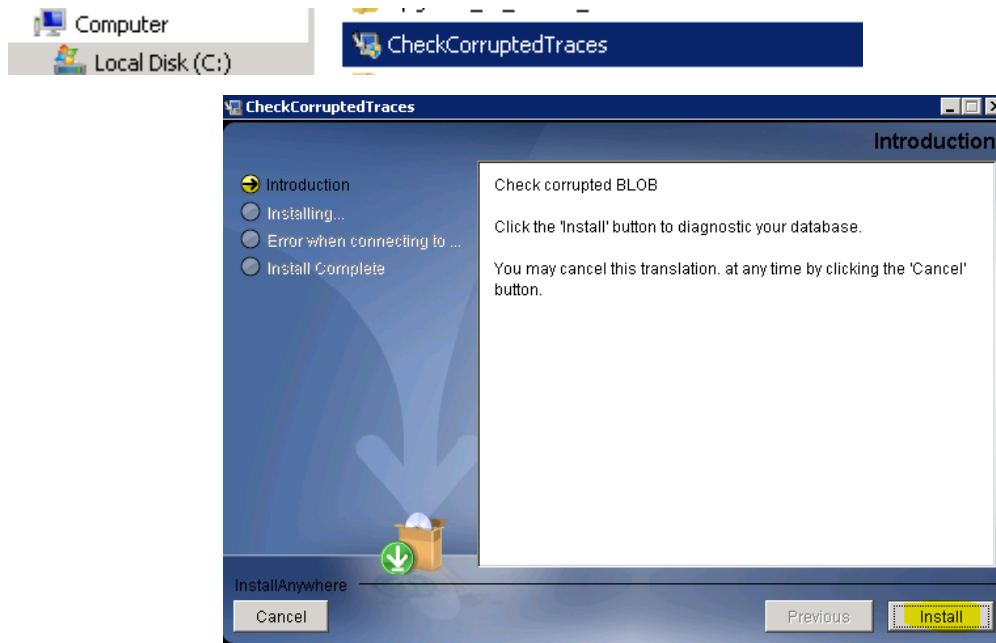 Computer
Local Disk (C:)
CheckCorruptedTraces
CheckCorruptedTraces
Introduction
Introduction
Installing...
Error when connecting to ...
Install Complete
Check corrupted BLOB
Click the 'Install' button to diagnostic your database.
You may cancel this translation. at any time by clicking the 'Cancel'
button.
InstallAnywhere
Cancel
Previous
Install